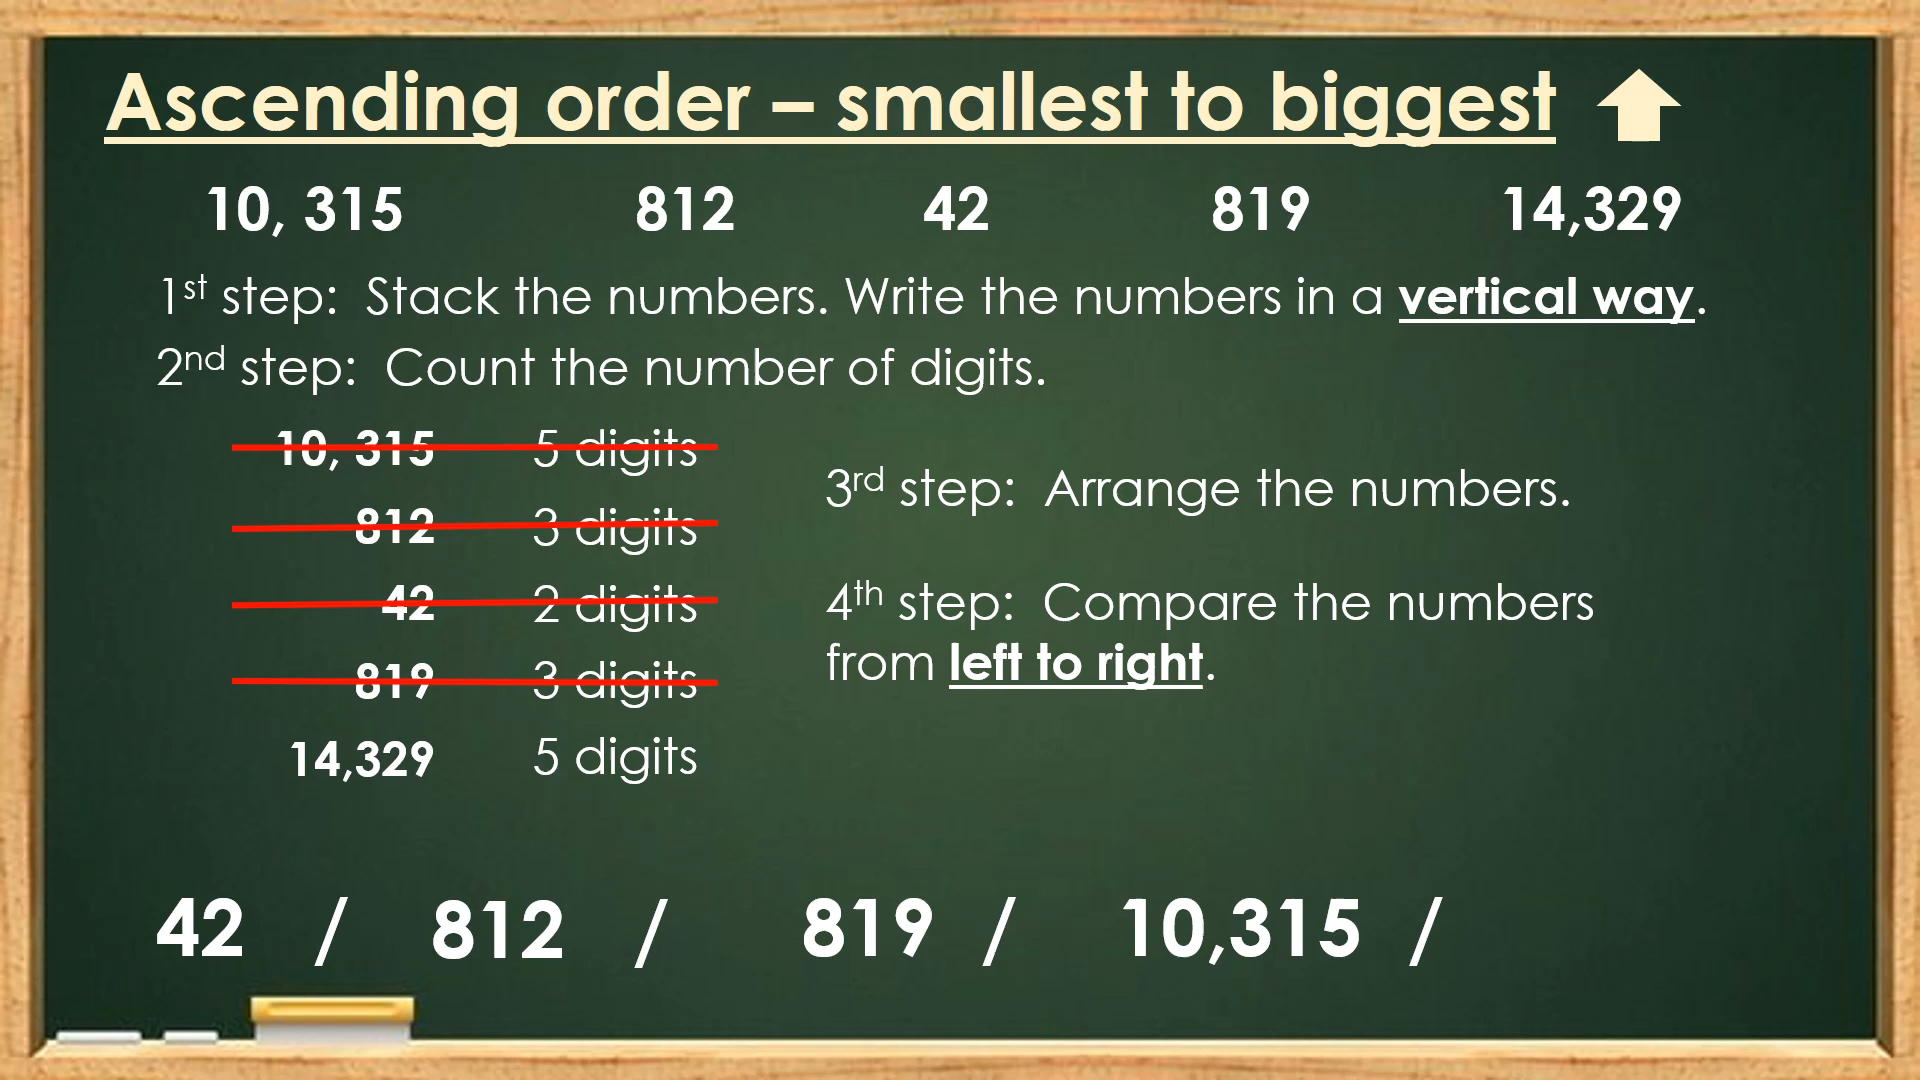 Ascending order – smallest to biggest
10, 315 812 42 819 14,329
1st step: Stack the numbers. Write the numbers in a vertical way.
2nd step: Count the number of digits.
10, 315 5 digits
812 3 digits
42 2 digits
819 3 digits
14,329 5 digits
3rd step: Arrange the numbers.
4th step: Compare the numbers
from left to right.
42 / 812 / 819 / 10,315 /